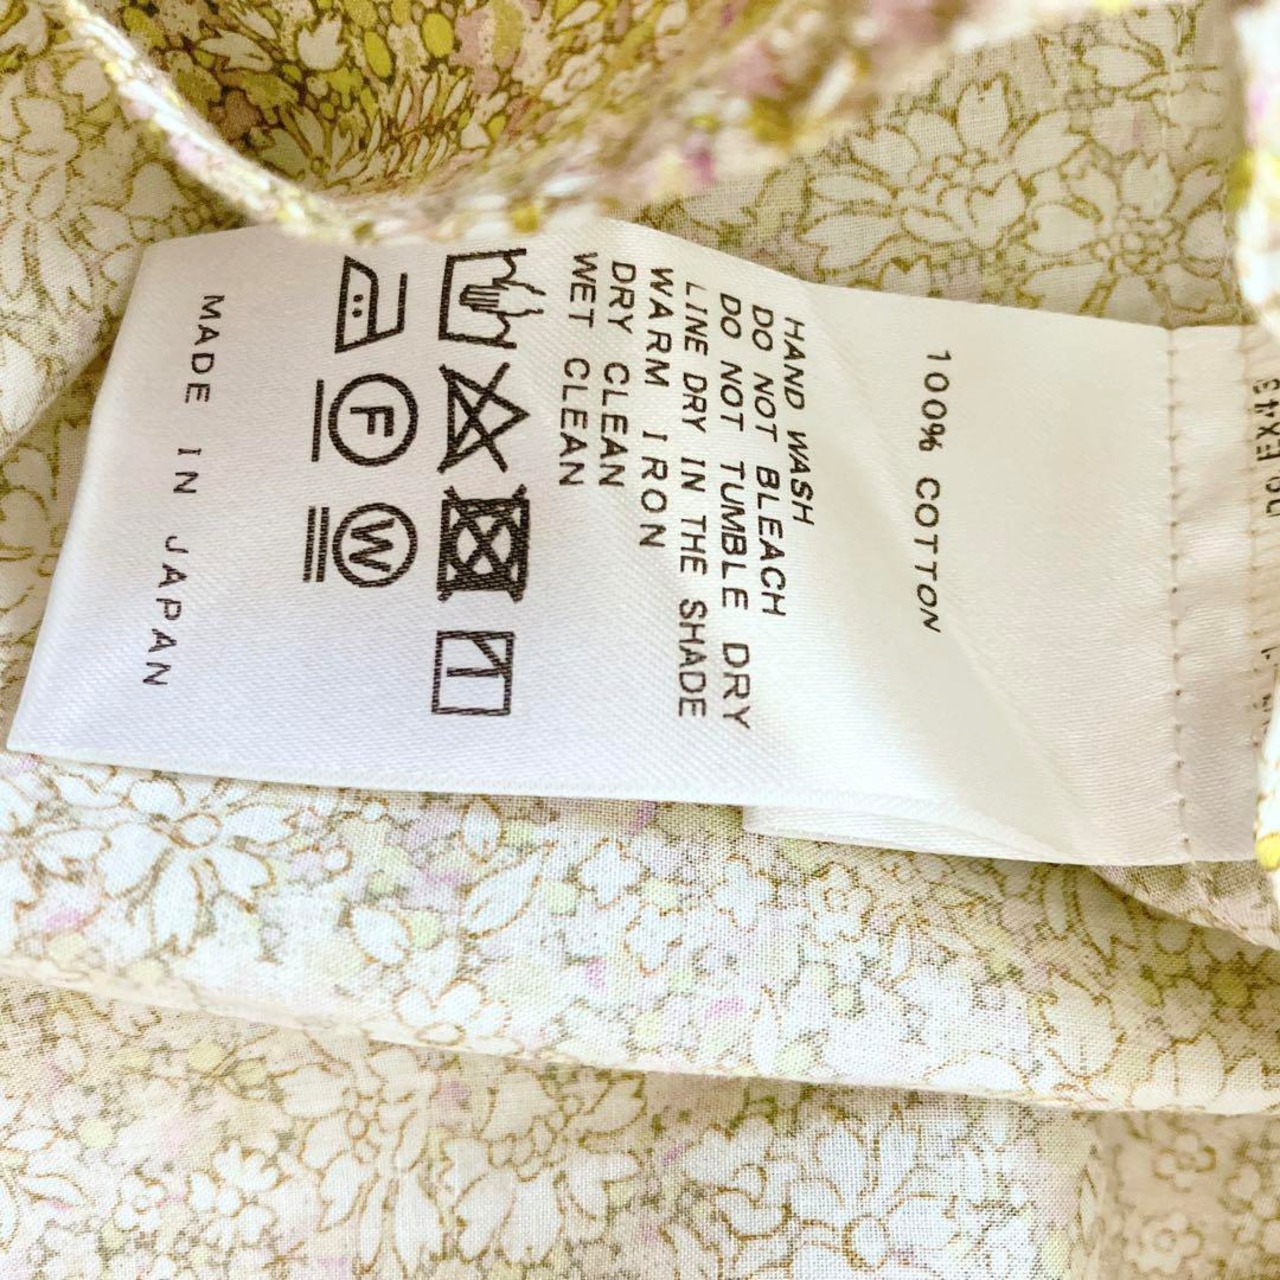 100% COTTON
HAND WASH
DO NOT BLEACH
DO NOT TUMBLE DRY
LINE DRY IN THE SHADE
WARM IRON
DRY CLEAN
WET CLEAN
F
W
MADE IN JAPAN